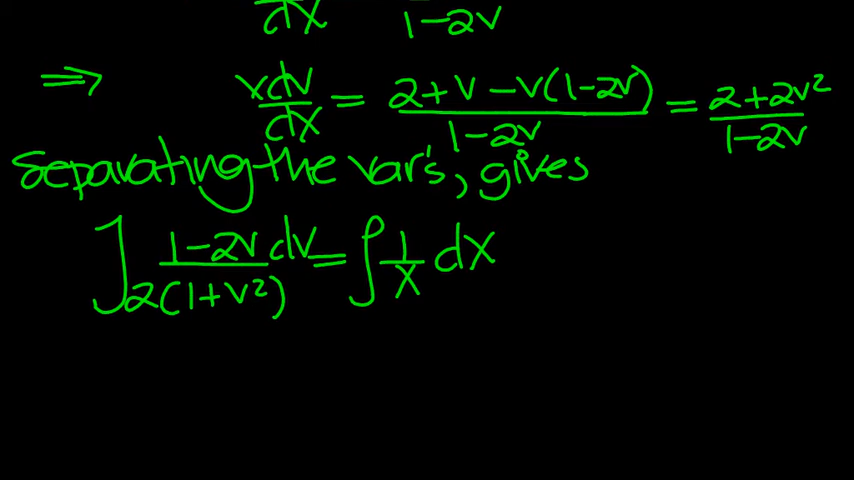 dx 1-2v
⇒ xdv/dx = (2+v-v(1-2v))/(1-2v) = (2+2v²)/(1-2v)
Separating the var's, gives
∫ (1-2v)/(2(1+v²)) dv = ∫ 1/x dx